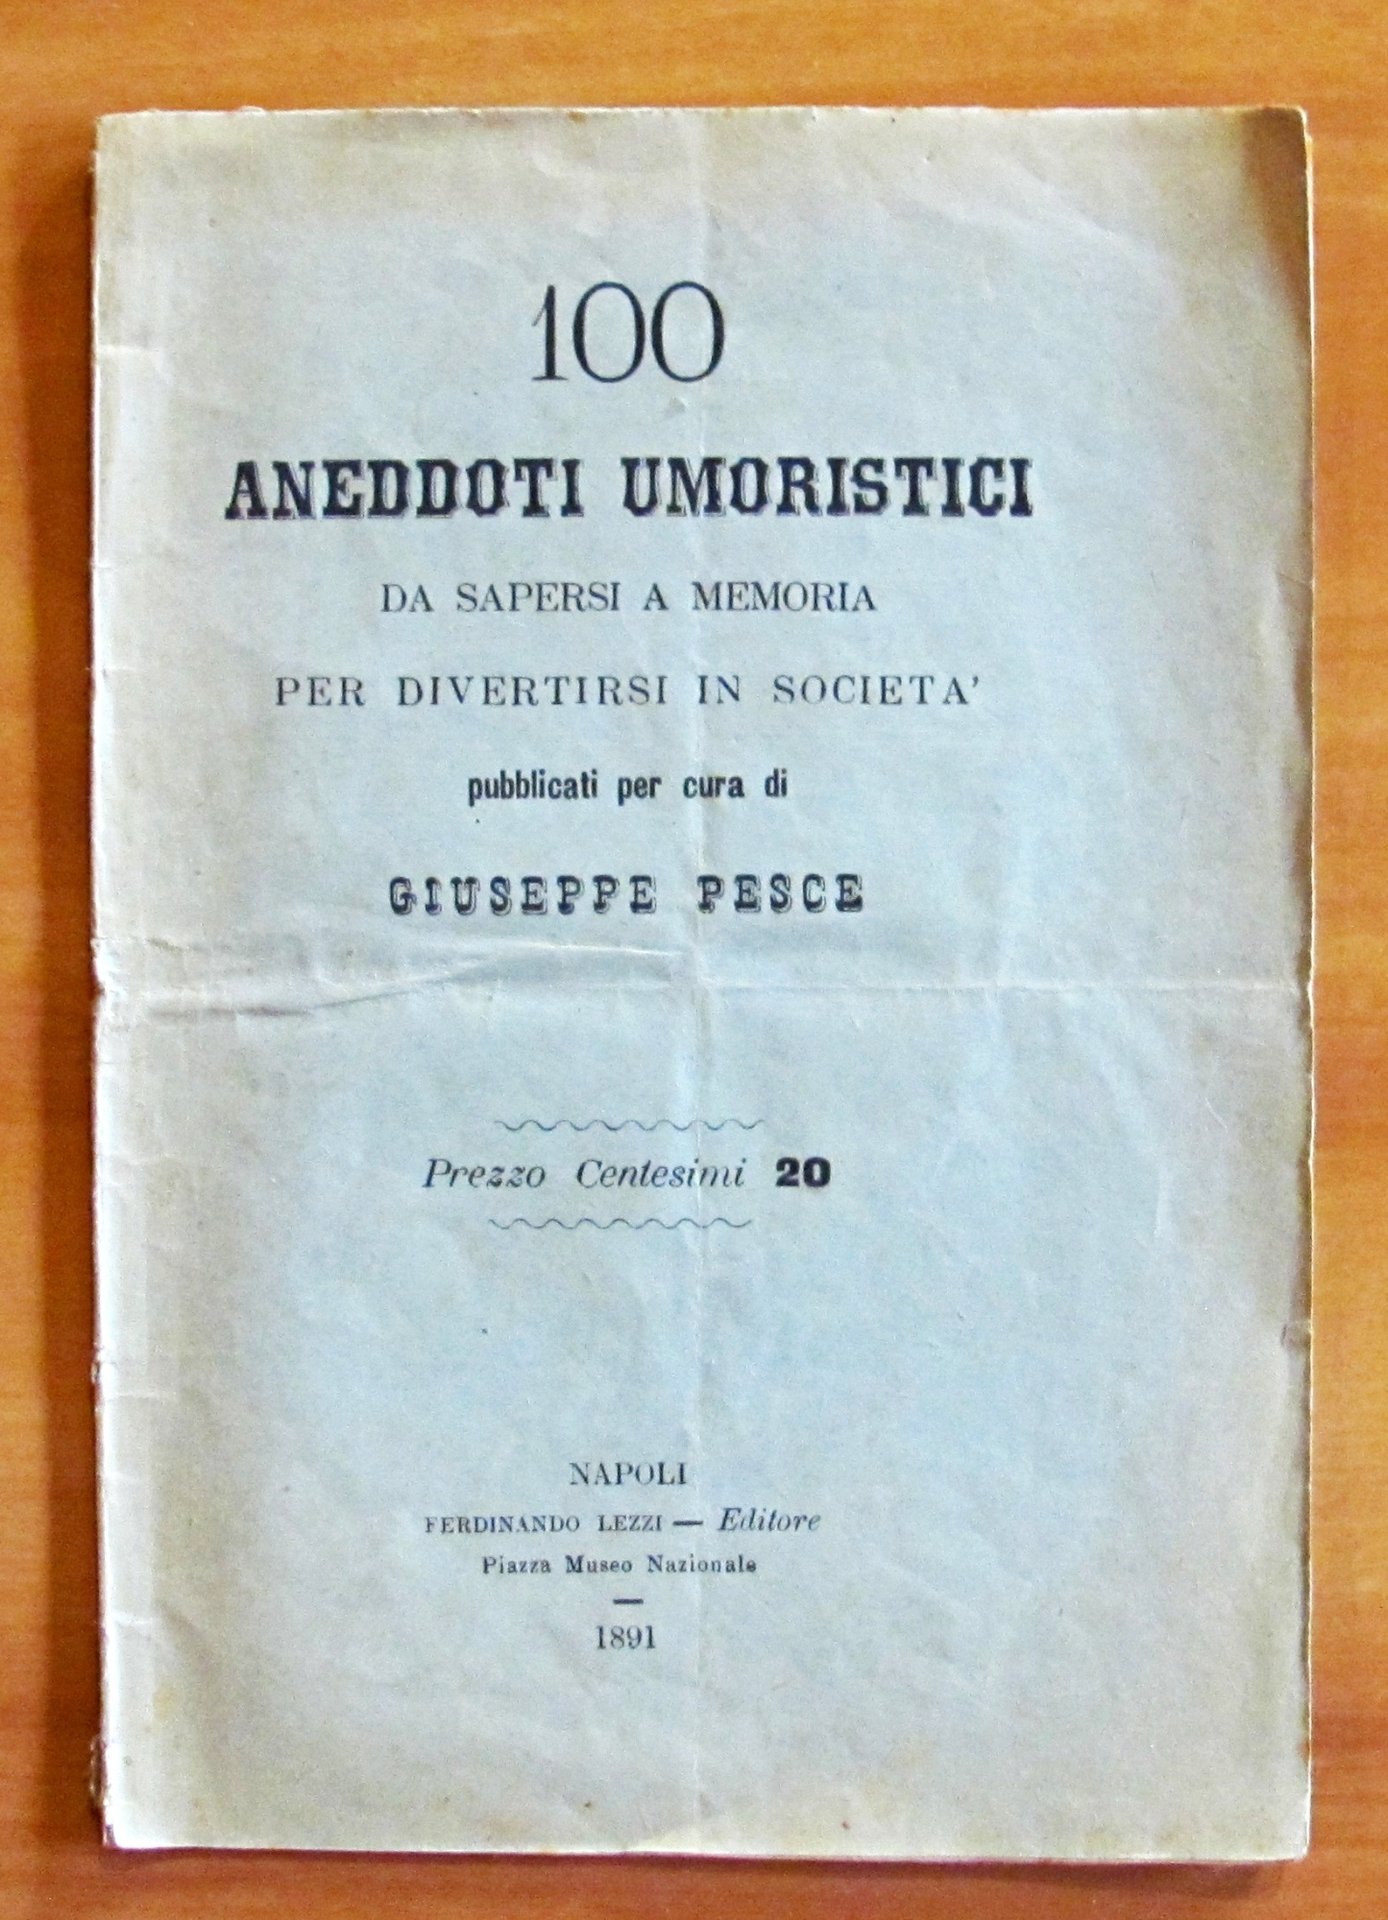 100
ANEDDOTI UMORISTICI
DA SAPERSI A MEMORIA
PER DIVERTIRSI IN SOCIETA'
pubblicati per cura di
GIUSEPPE PESCE
Prezzo Centesimi 20
NAPOLI
FERDINANDO LEZZI — Editore
Piazza Museo Nazionale
1891